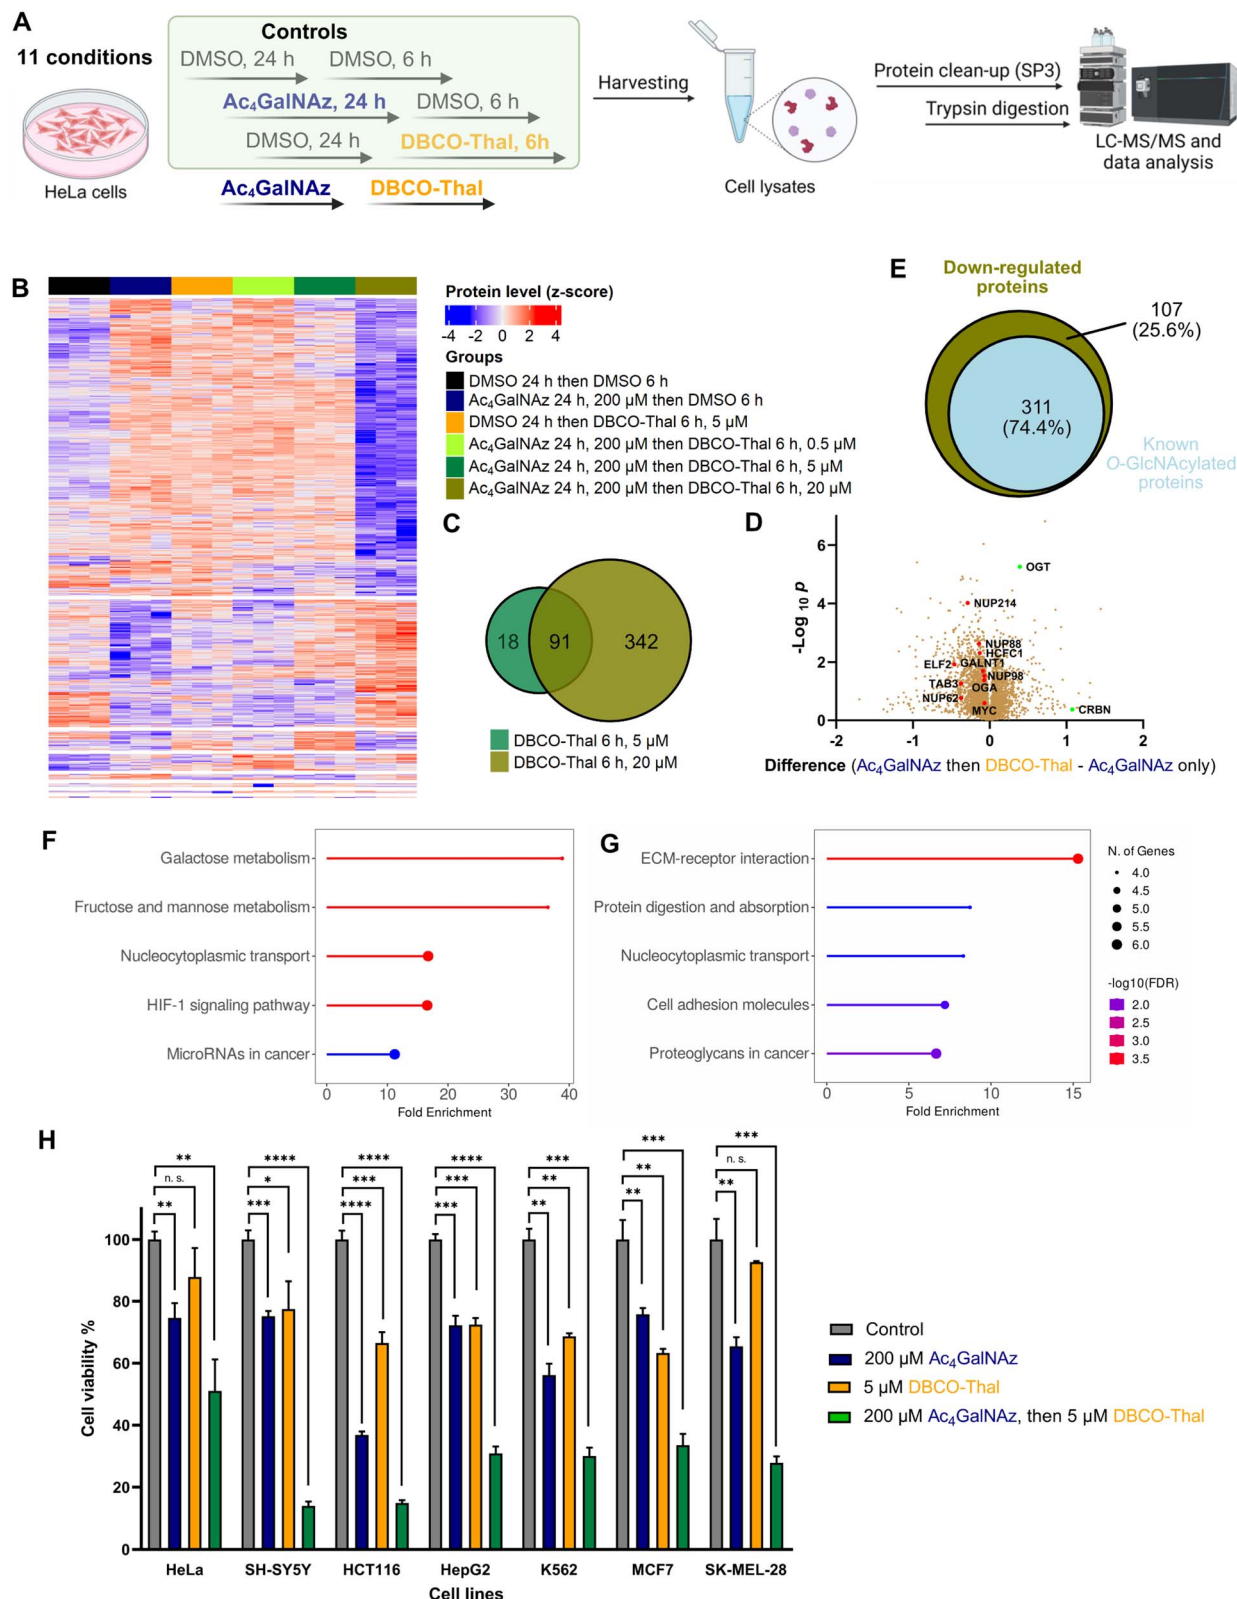 A
11 conditions
HeLa cells
Controls
DMSO, 24 h
DMSO, 6 h
Ac₄GalNAz, 24 h
DMSO, 6 h
DMSO, 24 h
DBCO-Thal, 6h
Ac₄GalNAz
DBCO-Thal
Harvesting
Cell lysates
Protein clean-up (SP3)
Trypsin digestion
LC-MS/MS and
data analysis
B
Protein level (z-score)
-4 -2 0 2 4
Groups
DMSO 24 h then DMSO 6 h
Ac₄GalNAz 24 h, 200 µM then DMSO 6 h
DMSO 24 h then DBCO-Thal 6 h, 5 µM
Ac₄GalNAz 24 h, 200 µM then DBCO-Thal 6 h, 0.5 µM
Ac₄GalNAz 24 h, 200 µM then DBCO-Thal 6 h, 5 µM
Ac₄GalNAz 24 h, 200 µM then DBCO-Thal 6 h, 20 µM
C
18 91 342
DBCO-Thal 6 h, 5 µM
DBCO-Thal 6 h, 20 µM
E
Down-regulated
proteins
107
(25.6%)
311
(74.4%)
Known
O-GlcNAcylated
proteins
D
-Log ₁₀ p
6
4
2
0
OGT
NUP214
NUP88
HCFC1
ELF2
GALNT1
NUP98
TAB3
OGA
NUP62
MYC
CRBN
-2 -1 0 1 2
Difference (Ac₄GalNAz then DBCO-Thal - Ac₄GalNAz only)
F
Galactose metabolism
Fructose and mannose metabolism
Nucleocytoplasmic transport
HIF-1 signaling pathway
MicroRNAs in cancer
0 10 20 30 40
Fold Enrichment
G
ECM-receptor interaction
Protein digestion and absorption
Nucleocytoplasmic transport
Cell adhesion molecules
Proteoglycans in cancer
0 5 10 15
Fold Enrichment
N. of Genes
4.0
4.5
5.0
5.5
6.0
-log10(FDR)
2.0
2.5
3.0
3.5
H
Cell viability %
100
80
60
40
20
0
** n. s. **
*** * ****
**** *** ****
*** *** ****
** ** ***
** ** ***
** n. s. ***
HeLa SH-SY5Y HCT116 HepG2 K562 MCF7 SK-MEL-28
Cell lines
Control
200 µM Ac₄GalNAz
5 µM DBCO-Thal
200 µM Ac₄GalNAz, then 5 µM DBCO-Thal